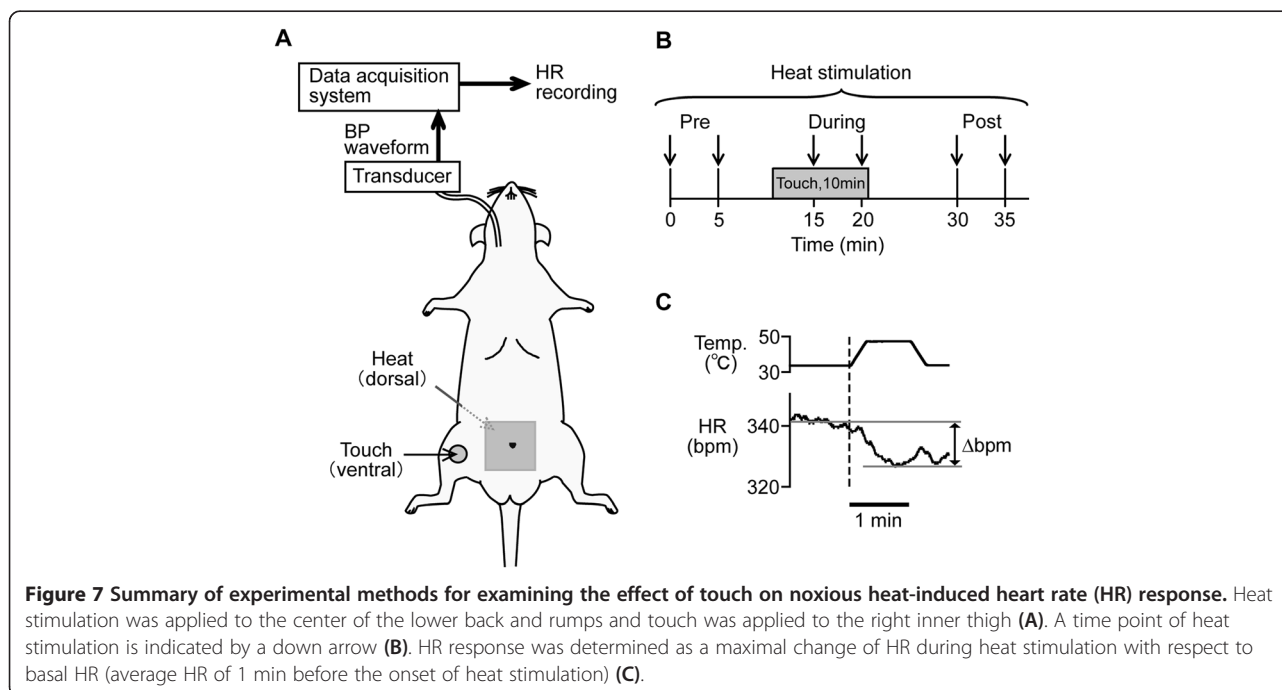 A
Data acquisition
system
HR
recording
BP
waveform
Transducer
Heat
(dorsal)
Touch
(ventral)
B
Heat stimulation
Pre
During
Post
Touch,10min
0 5 15 20 30 35
Time (min)
C
Temp.
(°C)
50
30
HR
(bpm)
340
320
Δbpm
1 min
Figure 7 Summary of experimental methods for examining the effect of touch on noxious heat-induced heart rate (HR) response. Heat
stimulation was applied to the center of the lower back and rumps and touch was applied to the right inner thigh (A). A time point of heat
stimulation is indicated by a down arrow (B). HR response was determined as a maximal change of HR during heat stimulation with respect to
basal HR (average HR of 1 min before the onset of heat stimulation) (C).